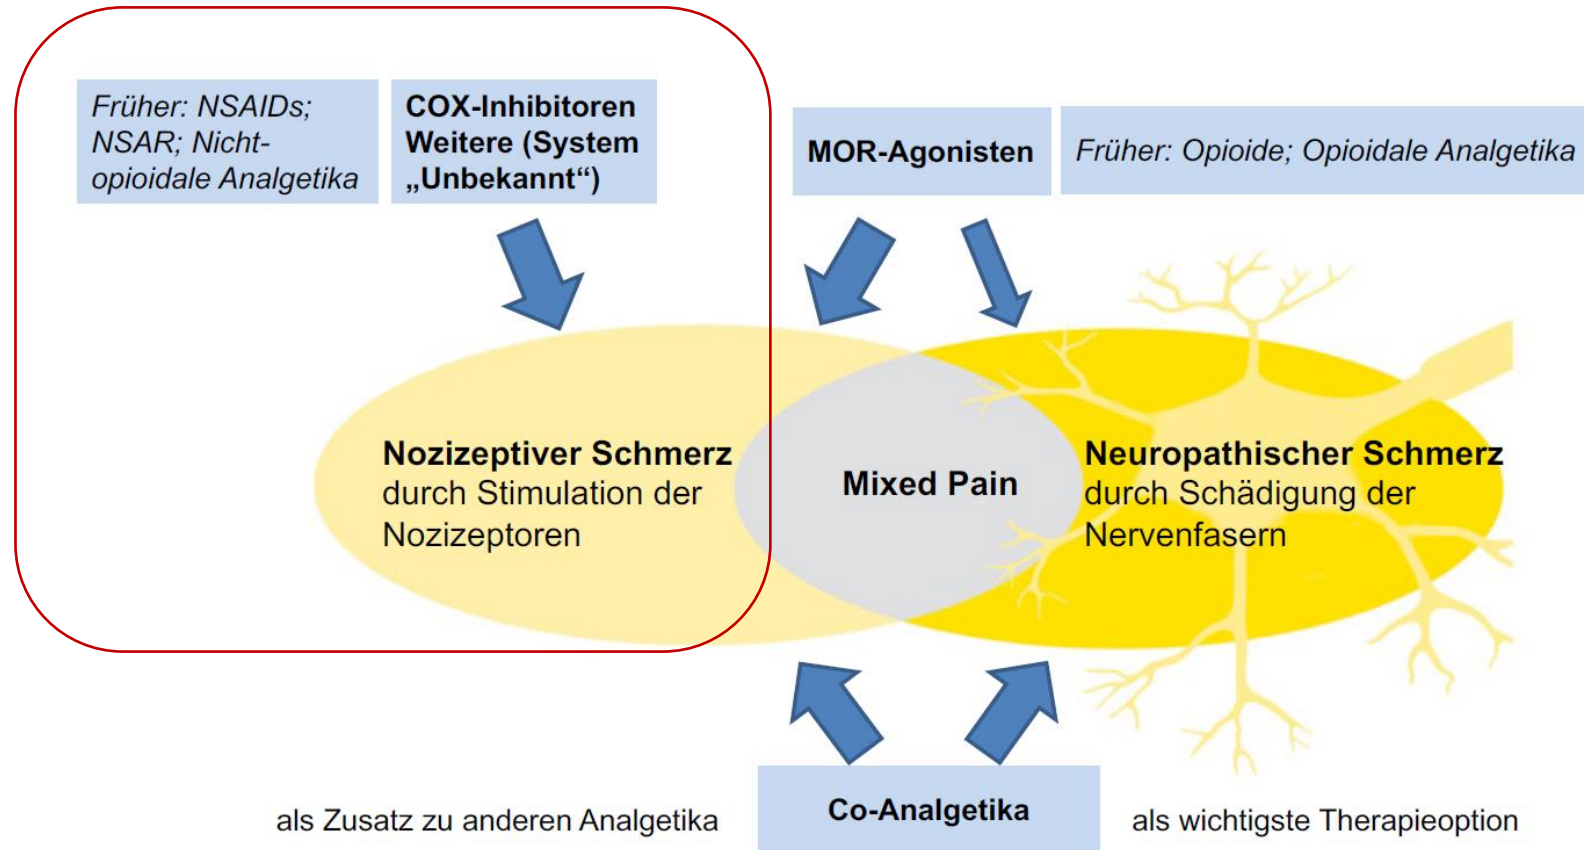 Früher: NSAIDs;
NSAR; Nicht-
opioidale Analgetika
COX-Inhibitoren
Weitere (System
„Unbekannt“)
MOR-Agonisten
Früher: Opioide; Opioidale Analgetika
Nozizeptiver Schmerz
durch Stimulation der
Nozizeptoren
Mixed Pain
Neuropathischer Schmerz
durch Schädigung der
Nervenfasern
als Zusatz zu anderen Analgetika
Co-Analgetika
als wichtigste Therapieoption